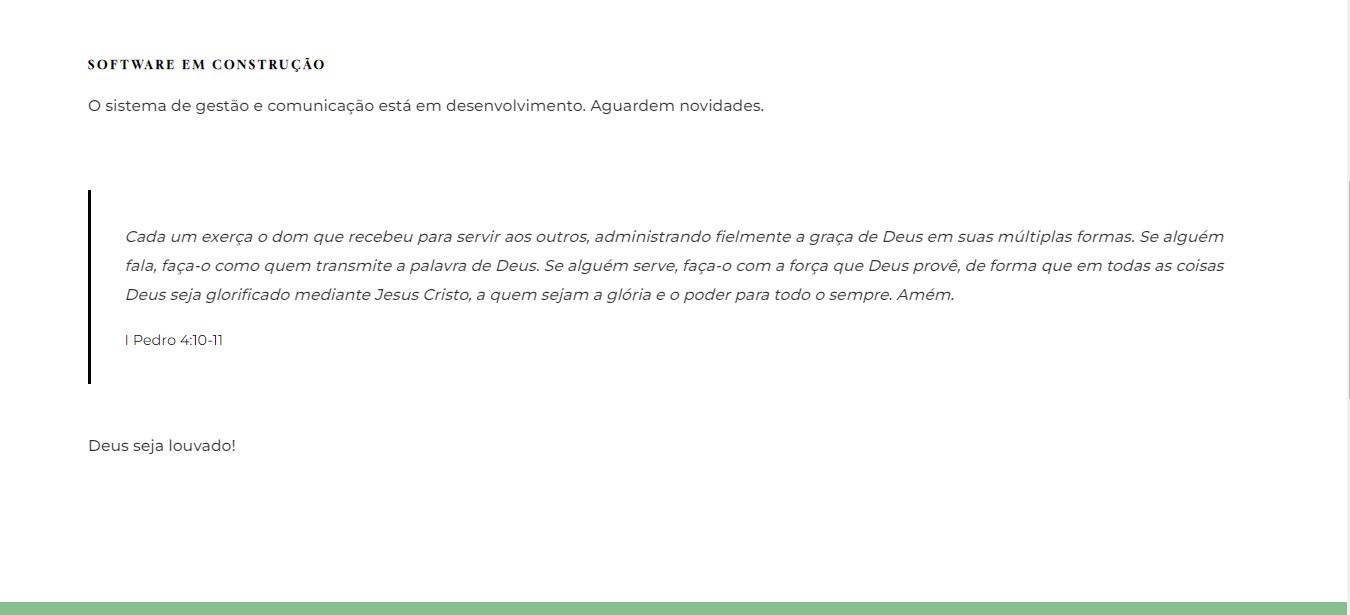 SOFTWARE EM CONSTRUÇÃO
O sistema de gestão e comunicação está em desenvolvimento. Aguardem novidades.
Cada um exerça o dom que recebeu para servir aos outros, administrando fielmente a graça de Deus em suas múltiplas formas. Se alguém
fala, faça-o como quem transmite a palavra de Deus. Se alguém serve, faça-o com a força que Deus provê, de forma que em todas as coisas
Deus seja glorificado mediante Jesus Cristo, a quem sejam a glória e o poder para todo o sempre. Amém.
I Pedro 4:10-11
Deus seja louvado!